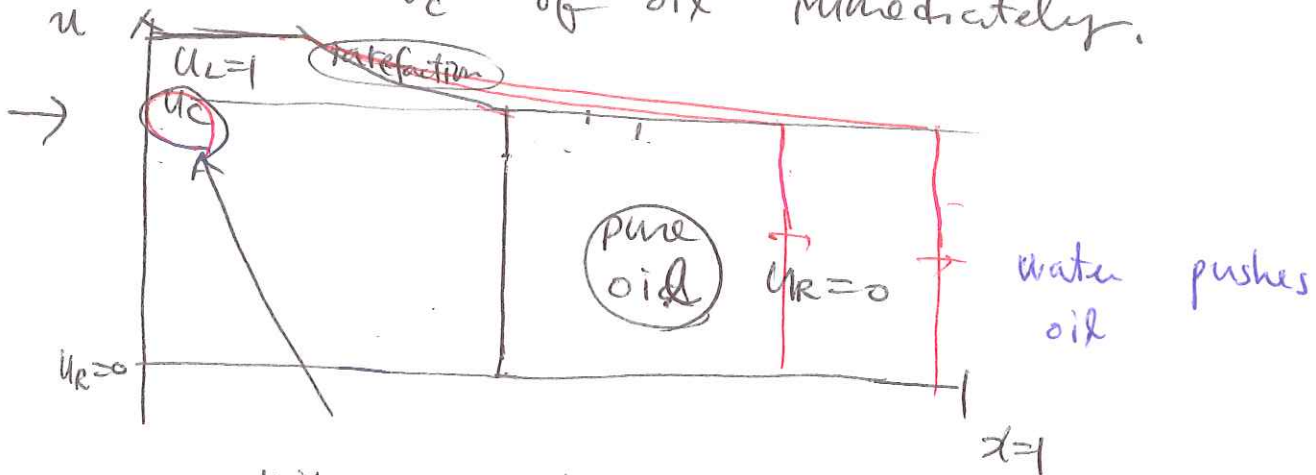 of oil immediately.
u
u_L=1
rarefaction
u_C
pure
oil
u_R=0
water pushes
oil
u_R=0
x=1